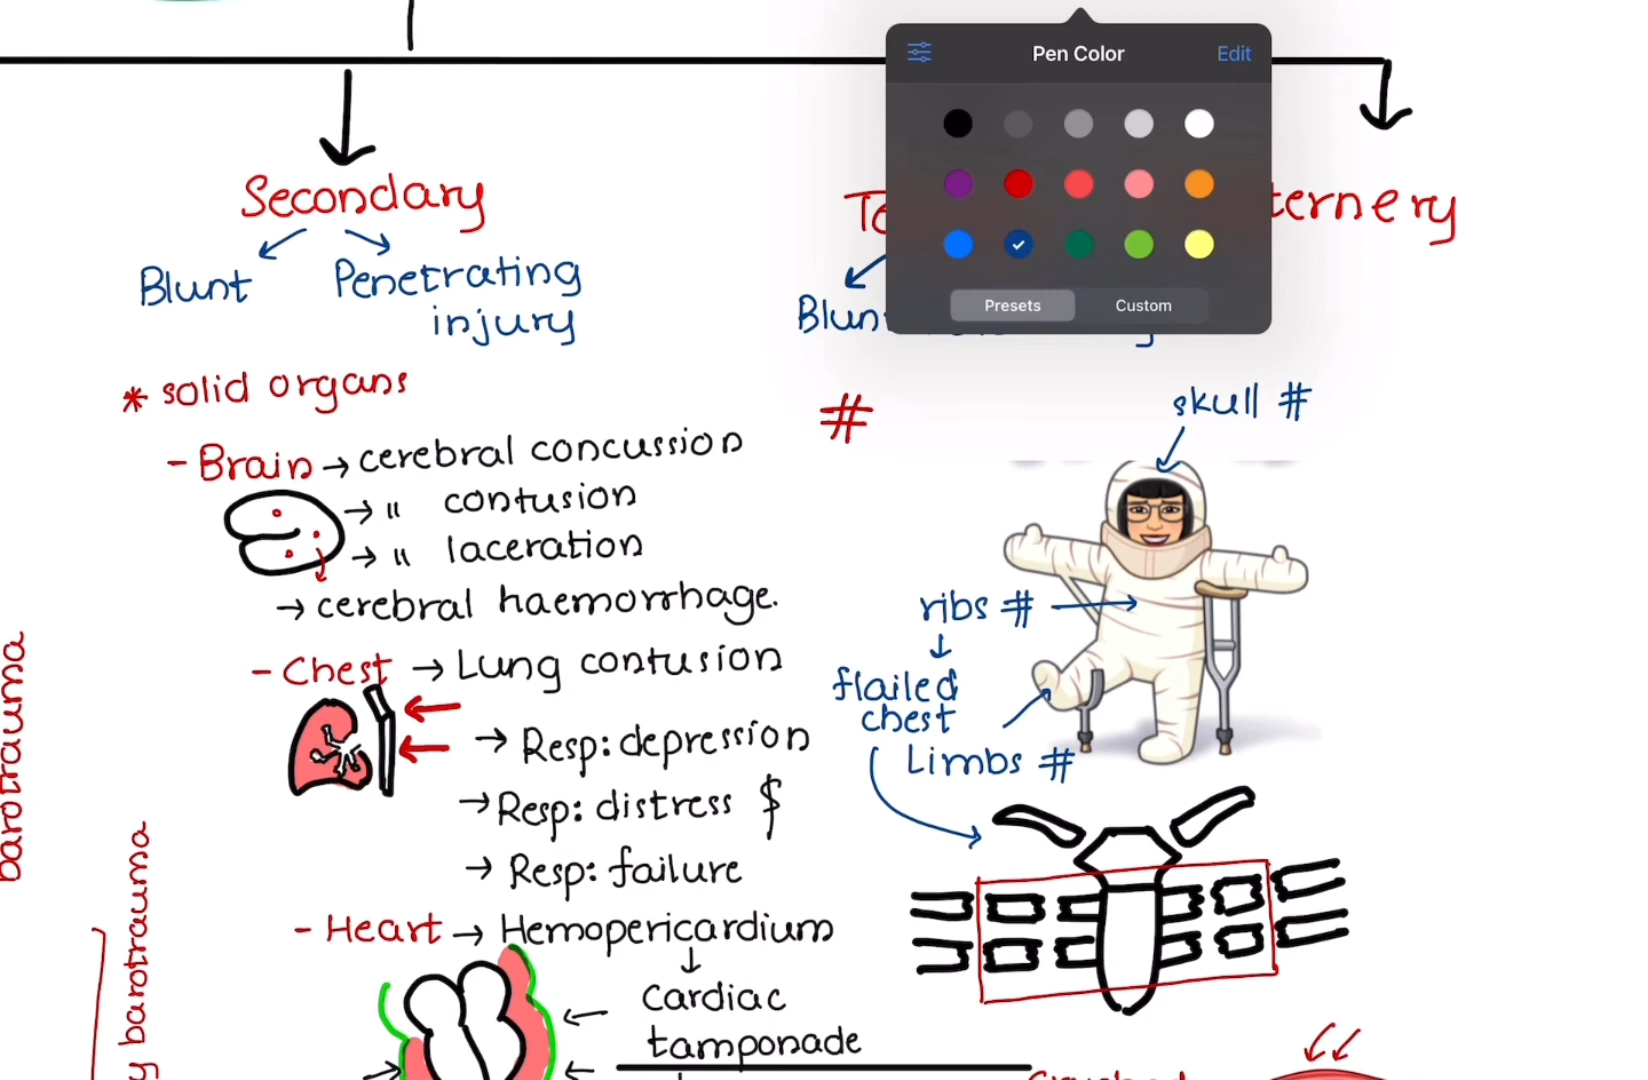 Pen Color
Edit
Presets
Custom
Secondary
Blunt
Penetrating
injury
ternery
Blun
* solid organs
- Brain → cerebral concussion
→ " contusion
→ " laceration
→ cerebral haemorrhage.
- Chest → Lung contusion
→ Resp: depression
→ Resp: distress $
→ Resp: failure
- Heart → Hemopericardium
↓
cardiac
tamponade
#
skull #
ribs #
↓
flailed
chest
Limbs #
barotrauma
y barotrauma